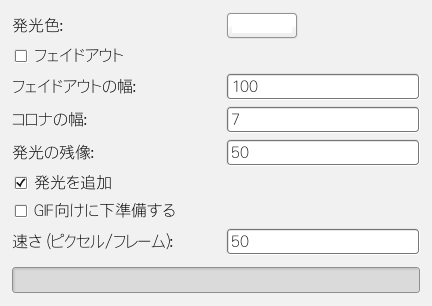 発光色:
フェイドアウト
フェイドアウトの幅: 100
コロナの幅: 7
発光の残像: 50
発光を追加
GIF向けに下準備する
速さ (ピクセル/フレーム): 50